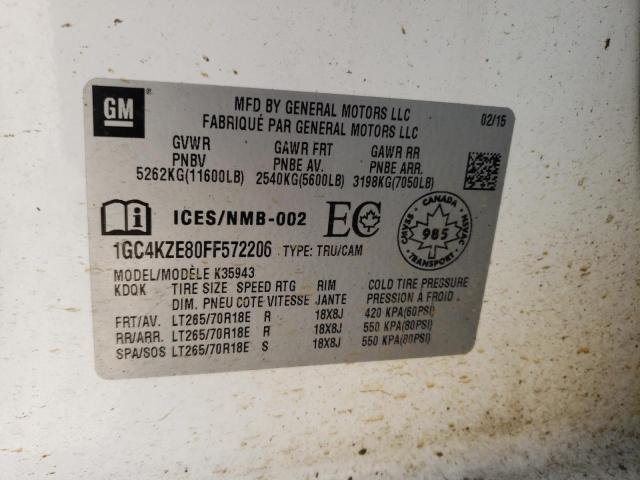 GM
MFD BY GENERAL MOTORS LLC
FABRIQUÉ PAR GENERAL MOTORS LLC
02/15
GVWR GAWR FRT GAWR RR
PNBV PNBE AV. PNBE ARR.
5262KG(11600LB) 2540KG(5600LB) 3198KG(7050LB)
ICES/NMB-002 EC
CANADA
CMVSS 985 NSVAC
TRANSPORT
1GC4KZE80FF572206 TYPE: TRU/CAM
MODEL/MODÈLE K35943
KDQK TIRE SIZE SPEED RTG RIM COLD TIRE PRESSURE
DIM. PNEU COTE VITESSE JANTE PRESSION À FROID
FRT/AV. LT265/70R18E R 18X8J 420 KPA(60PSI)
RR/ARR. LT265/70R18E R 18X8J 550 KPA(80PSI)
SPA/SOS LT265/70R18E S 18X8J 550 KPA(80PSI)